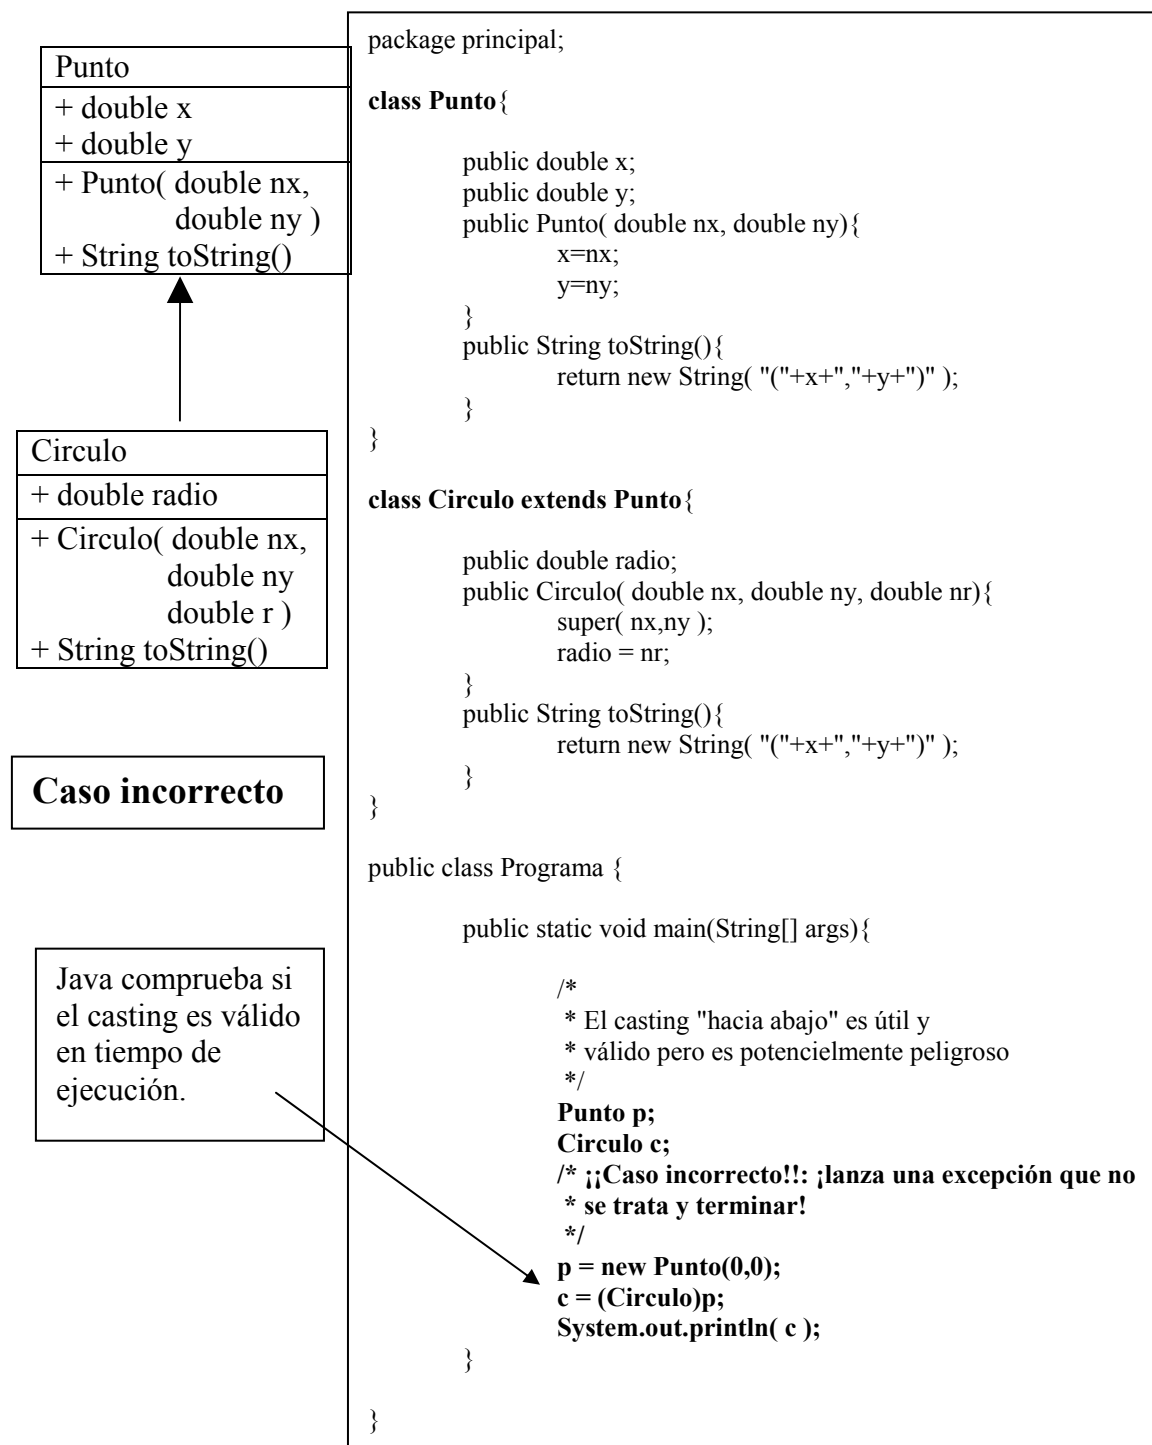 Punto
+ double x
+ double y
+ Punto( double nx,
double ny )
+ String toString()
Circulo
+ double radio
+ Circulo( double nx,
double ny
double r )
+ String toString()
Caso incorrecto
Java comprueba si
el casting es válido
en tiempo de
ejecución.
package principal;
class Punto{
public double x;
public double y;
public Punto( double nx, double ny){
x=nx;
y=ny;
}
public String toString(){
return new String( "("+x+","+y+")" );
}
}
class Circulo extends Punto{
public double radio;
public Circulo( double nx, double ny, double nr){
super( nx,ny );
radio = nr;
}
public String toString(){
return new String( "("+x+","+y+")" );
}
}
public class Programa {
public static void main(String[] args){
/*
* El casting "hacia abajo" es útil y
* válido pero es potencielmente peligroso
*/
Punto p;
Circulo c;
/* ¡¡Caso incorrecto!!: ¡lanza una excepción que no
* se trata y terminar!
*/
p = new Punto(0,0);
c = (Circulo)p;
System.out.println( c );
}
}